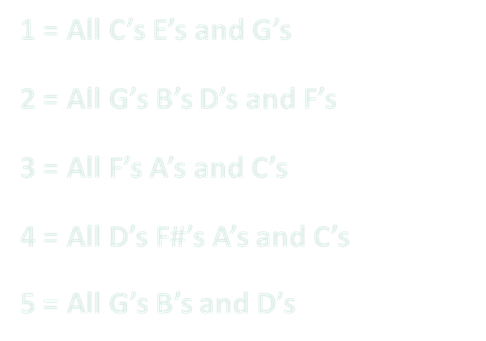 1 = All C’s E’s and G’s
2 = All G’s B’s D’s and F’s
3 = All F’s A’s and C’s
4 = All D’s F#’s A’s and C’s
5 = All G’s B’s and D’s